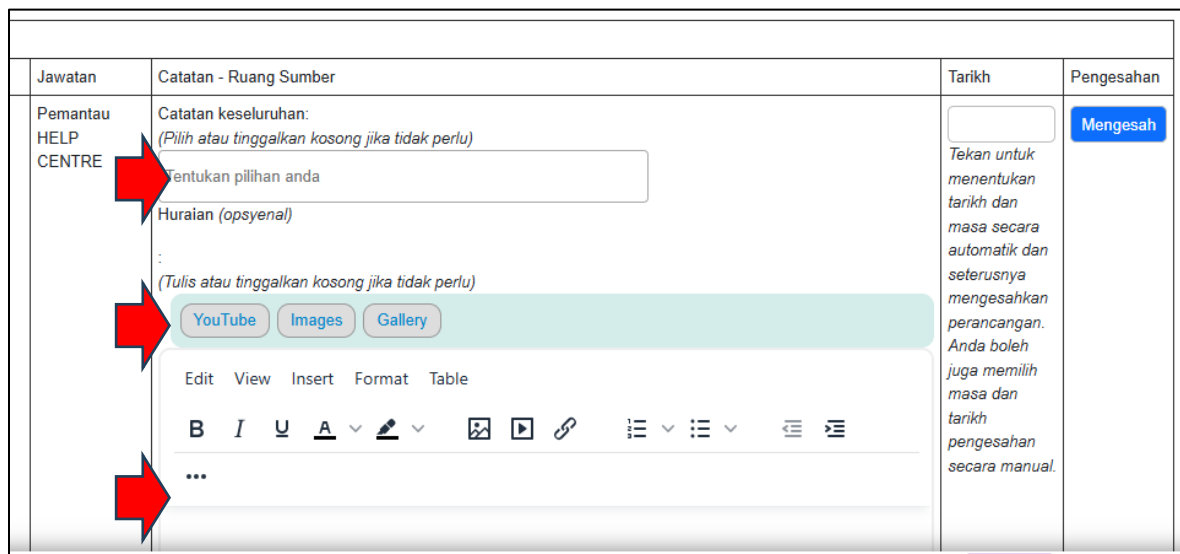 Jawatan
Catatan - Ruang Sumber
Tarikh
Pengesahan
Pemantau
HELP
CENTRE
Catatan keseluruhan:
(Pilih atau tinggalkan kosong jika tidak perlu)
Tentukan pilihan anda
Huraian (opsyenal)
:
(Tulis atau tinggalkan kosong jika tidak perlu)
YouTube Images Gallery
Edit View Insert Format Table
B I U A
•••
Tekan untuk
menentukan
tarikh dan
masa secara
automatik dan
seterusnya
mengesahkan
perancangan.
Anda boleh
juga memilih
masa dan
tarikh
pengesahan
secara manual.
Mengesah